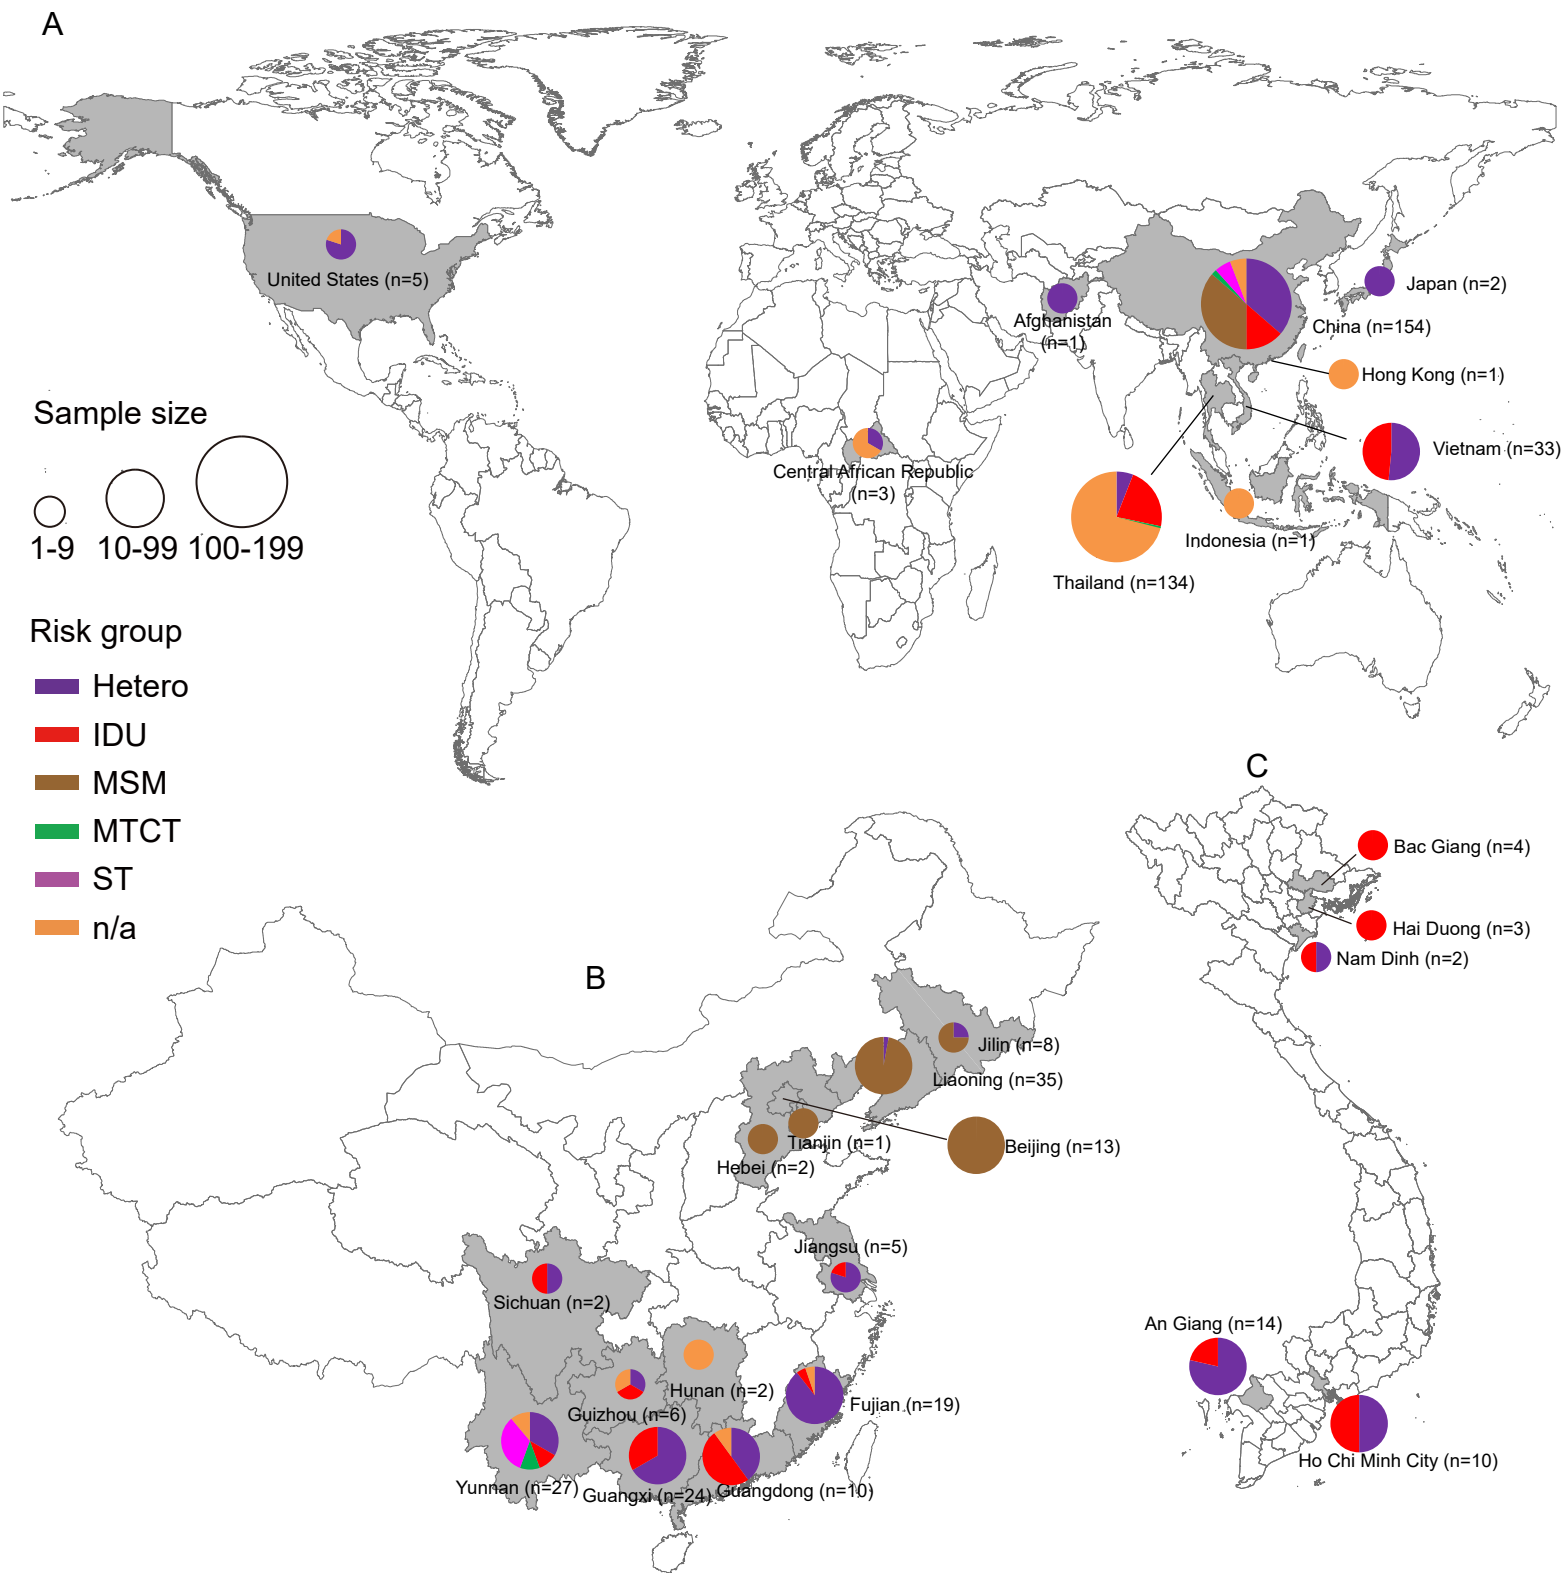 A
United States (n=5)
Afghanistan
(n=1)
Japan (n=2)
China (n=154)
Hong Kong (n=1)
Vietnam (n=33)
Central African Republic
(n=3)
Indonesia (n=1)
Thailand (n=134)
Sample size
1-9 10-99 100-199
Risk group
Hetero
IDU
MSM
MTCT
ST
n/a
B
Jilin (n=8)
Liaoning (n=35)
Beijing (n=13)
Tianjin (n=1)
Hebei (n=2)
Jiangsu (n=5)
Sichuan (n=2)
Hunan (n=2)
Guizhou (n=6)
Fujian (n=19)
Yunnan (n=27)
Guangxi (n=24)
Guangdong (n=10)
C
Bac Giang (n=4)
Hai Duong (n=3)
Nam Dinh (n=2)
An Giang (n=14)
Ho Chi Minh City (n=10)